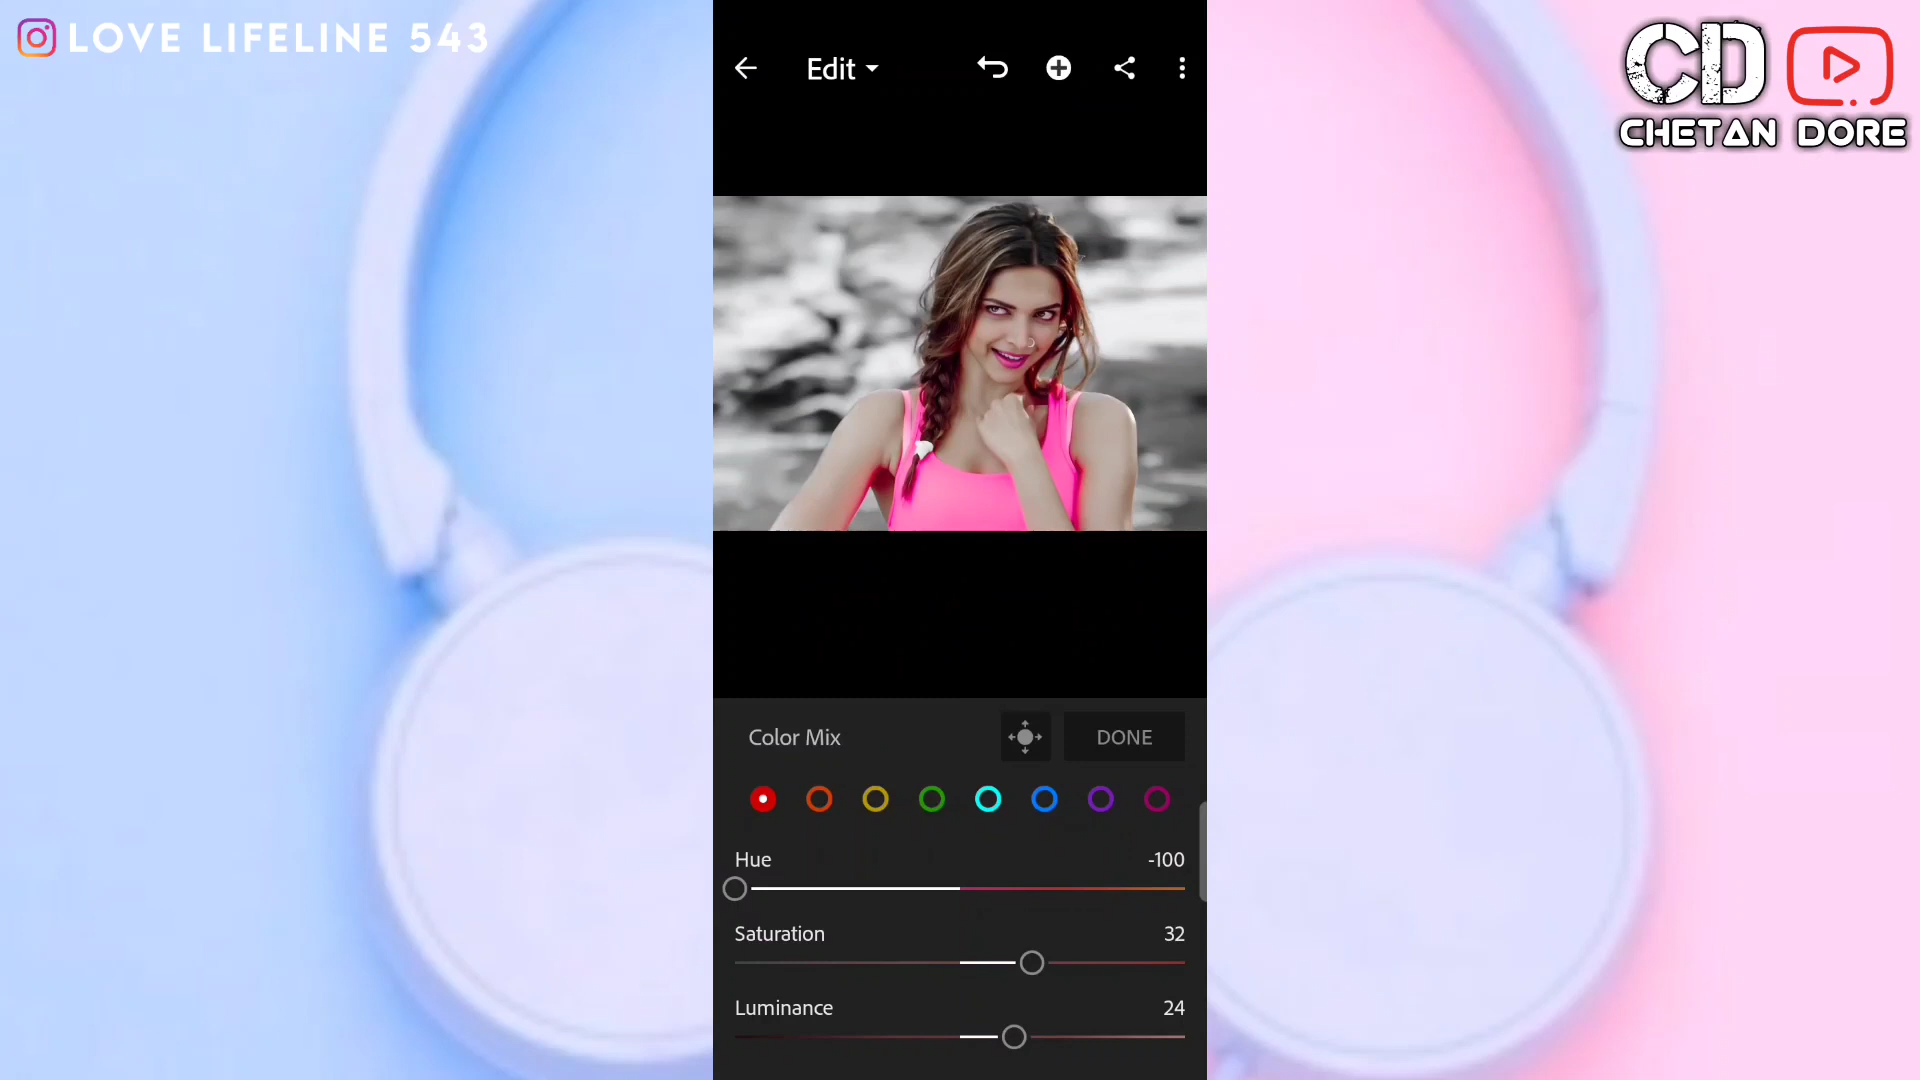 LOVE LIFELINE 543
CD
CHETAN DORE
Edit
Color Mix
DONE
Hue
-100
Saturation
32
Luminance
24